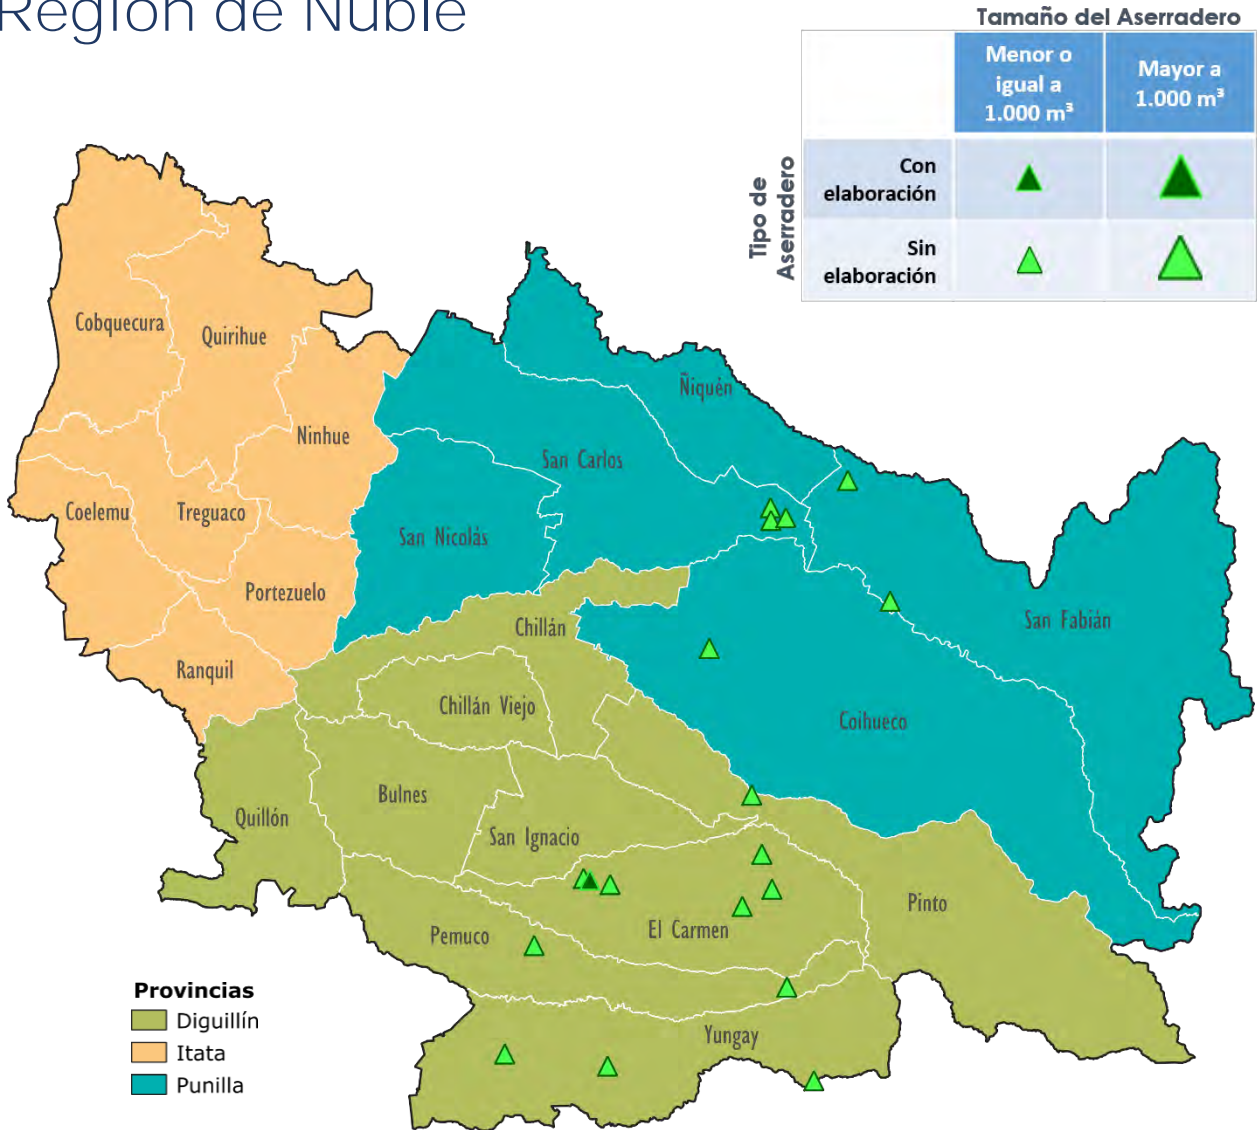 Región de Ñuble
Tamaño del Aserradero
Menor o
igual a
1.000 m³
Mayor a
1.000 m³
Tipo de
Aserradero
Con
elaboración
Sin
elaboración
Cobquecura
Quirihue
Ñiquén
Ninhue
San Carlos
Coelemu
Treguaco
San Nicolás
Portezuelo
San Fabián
Chillán
Ranquil
Chillán Viejo
Coihueco
Bulnes
Quillón
San Ignacio
Pinto
El Carmen
Pemuco
Yungay
Provincias
Diguillín
Itata
Punilla